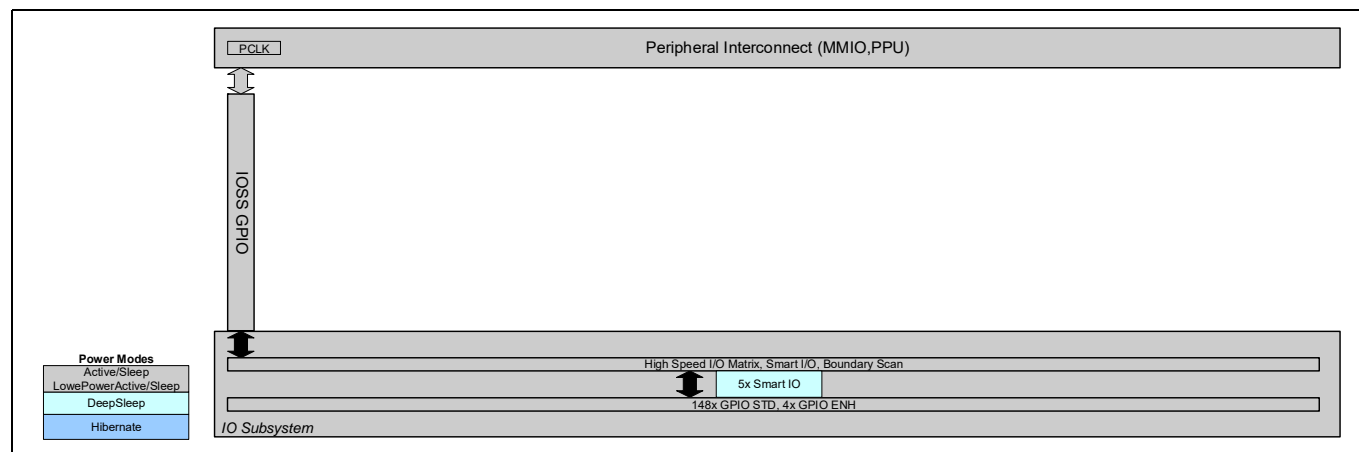 PCLK
Peripheral Interconnect (MMIO,PPU)
IOSS GPIO
High Speed I/O Matrix, Smart I/O, Boundary Scan
5x Smart IO
148x GPIO STD, 4x GPIO ENH
IO Subsystem
Power Modes
Active/Sleep
LowePowerActive/Sleep
DeepSleep
Hibernate